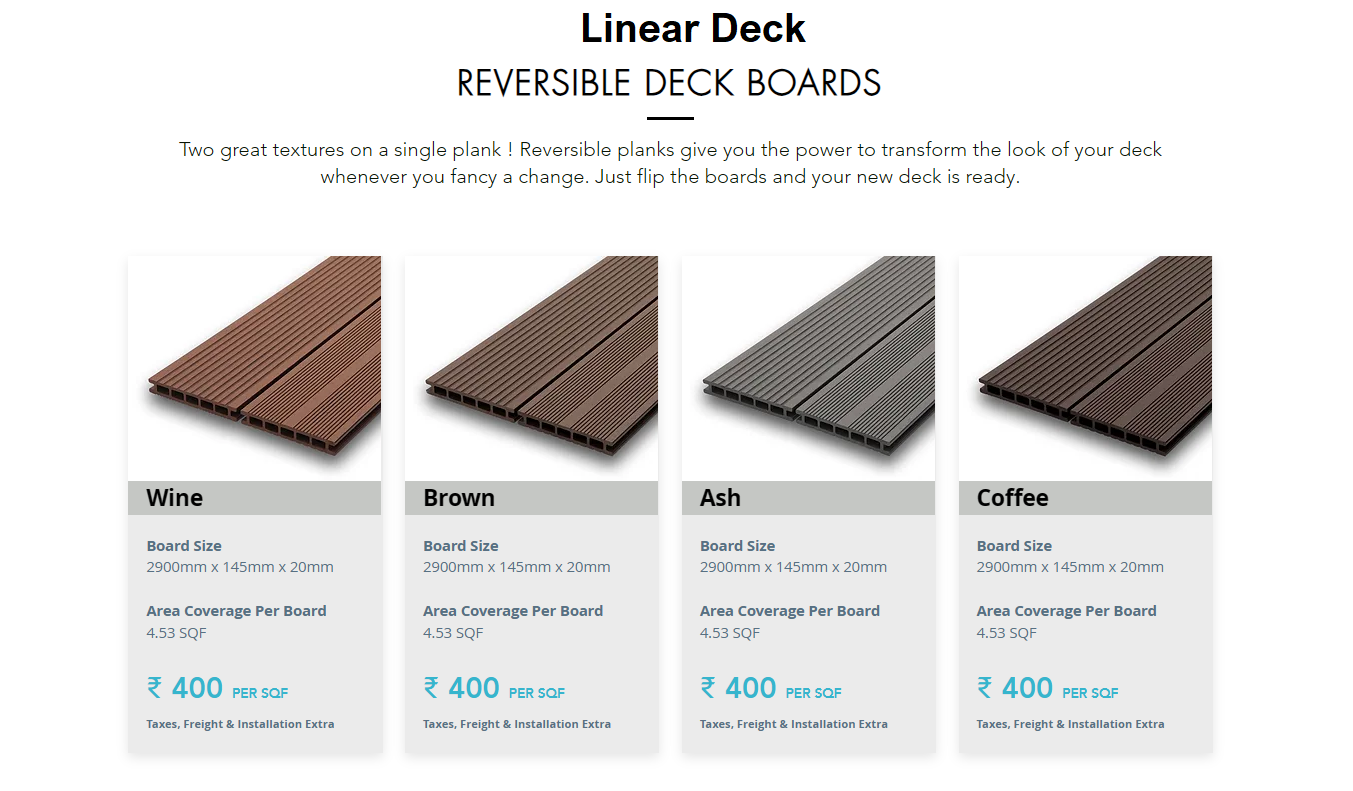 Linear Deck
REVERSIBLE DECK BOARDS
Two great textures on a single plank ! Reversible planks give you the power to transform the look of your deck
whenever you fancy a change. Just flip the boards and your new deck is ready.
Wine
Board Size
2900mm x 145mm x 20mm
Area Coverage Per Board
4.53 SQF
₹ 400 PER SQF
Taxes, Freight & Installation Extra
Brown
Board Size
2900mm x 145mm x 20mm
Area Coverage Per Board
4.53 SQF
₹ 400 PER SQF
Taxes, Freight & Installation Extra
Ash
Board Size
2900mm x 145mm x 20mm
Area Coverage Per Board
4.53 SQF
₹ 400 PER SQF
Taxes, Freight & Installation Extra
Coffee
Board Size
2900mm x 145mm x 20mm
Area Coverage Per Board
4.53 SQF
₹ 400 PER SQF
Taxes, Freight & Installation Extra